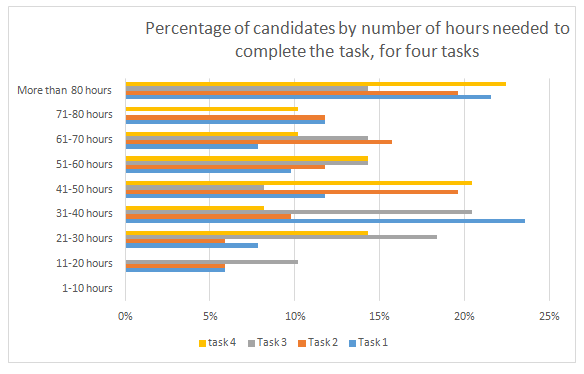 Percentage of candidates by number of hours needed to
complete the task, for four tasks
More than 80 hours
71-80 hours
61-70 hours
51-60 hours
41-50 hours
31-40 hours
21-30 hours
11-20 hours
1-10 hours
0% 5% 10% 15% 20% 25%
task 4 Task 3 Task 2 Task 1